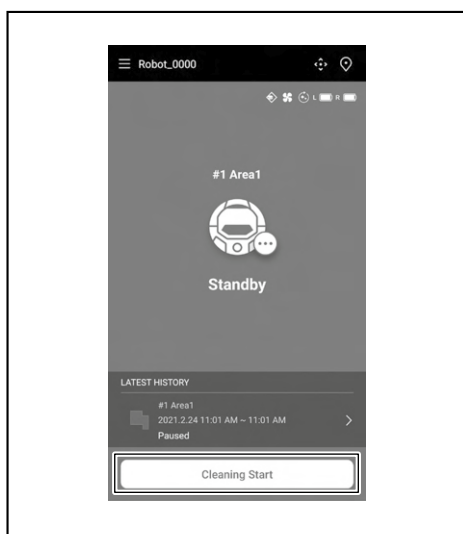 Robot_0000
L R
#1 Area1
Standby
LATEST HISTORY
#1 Area1
2021.2.24 11:01 AM ~ 11:01 AM
Paused
Cleaning Start